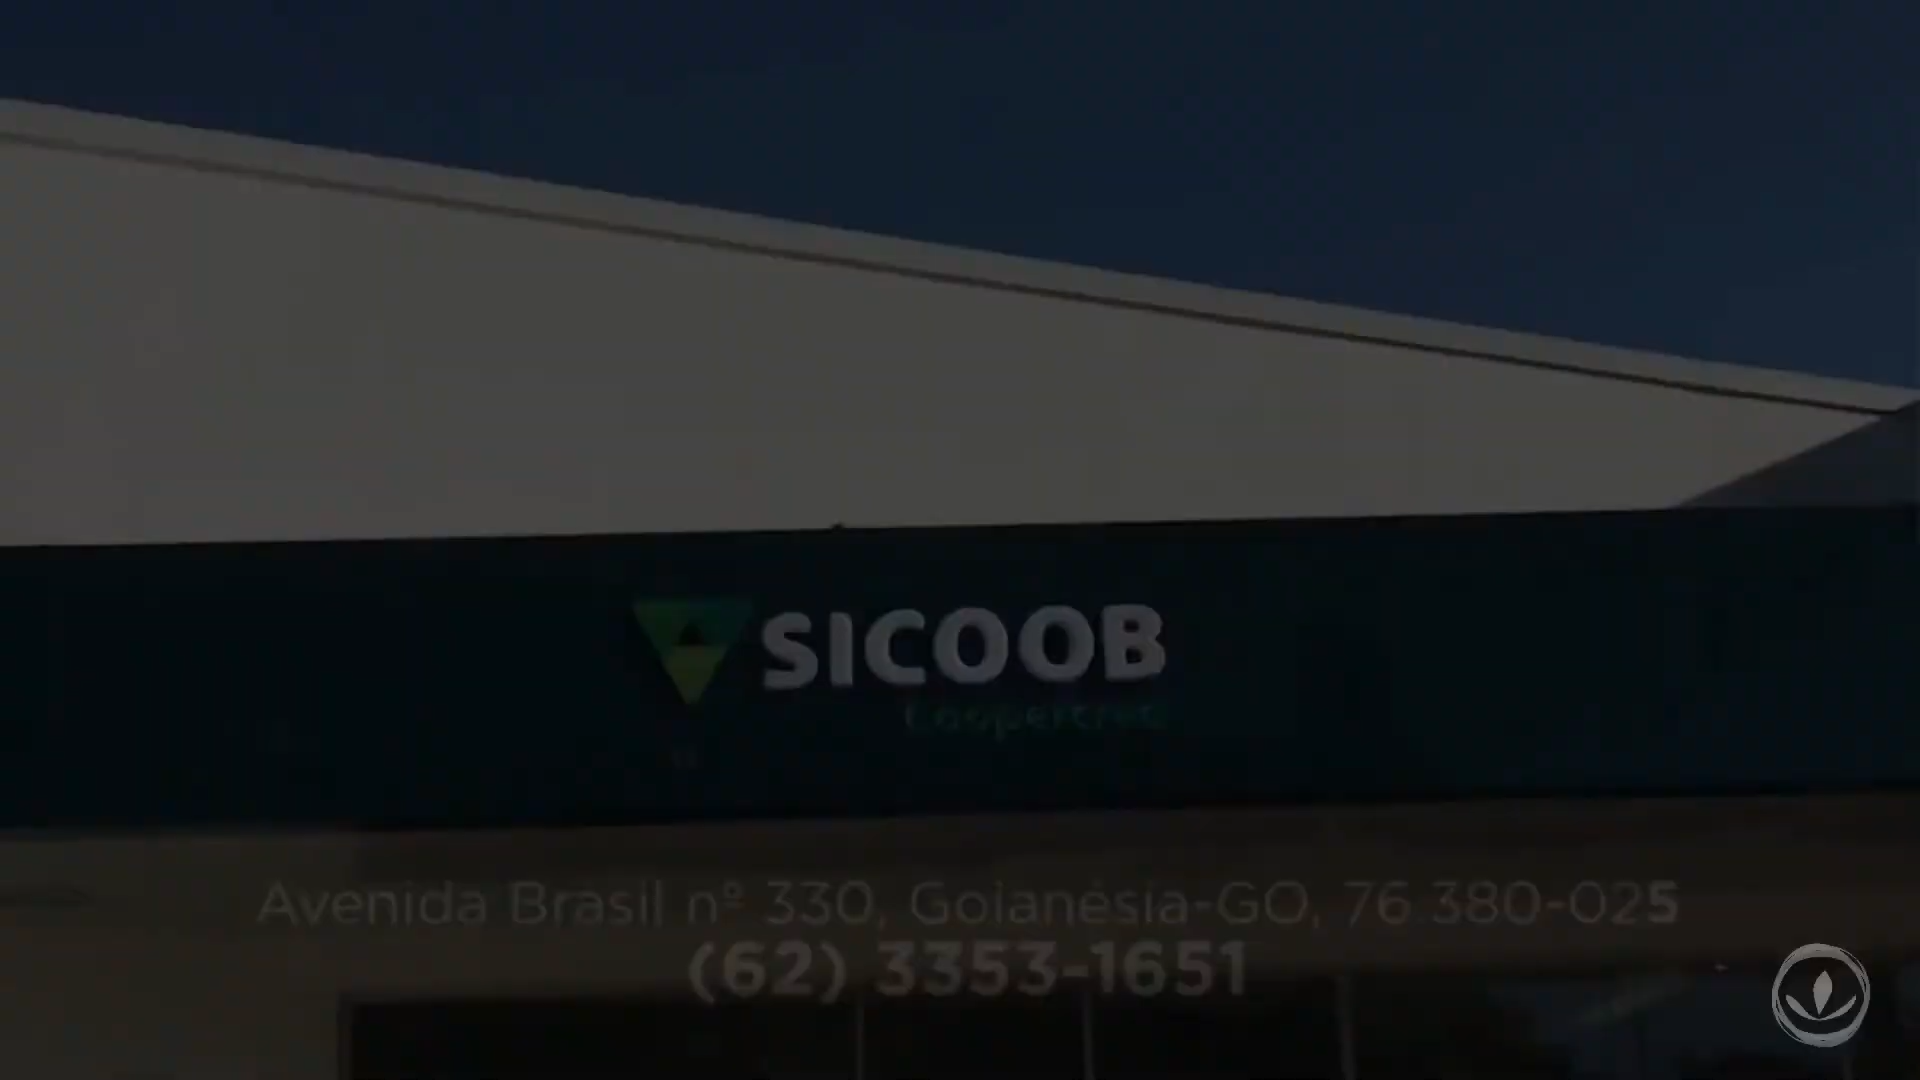 SICOOB
Coopercred
Avenida Brasil nº 330, Goianésia-GO, 76 380-025
(62) 3353-1651